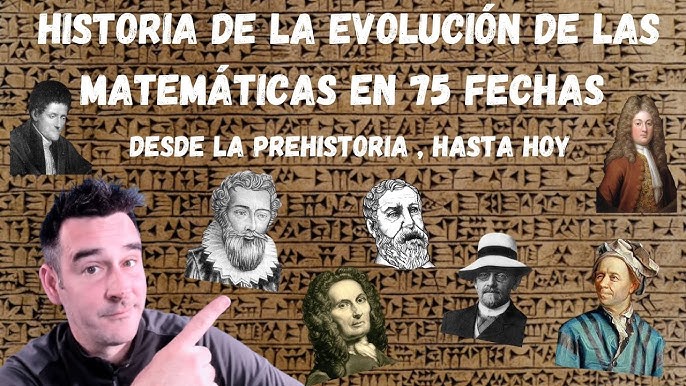 HISTORIA DE LA EVOLUCIÓN DE LAS
MATEMÁTICAS EN 75 FECHAS
DESDE LA PREHISTORIA , HASTA HOY